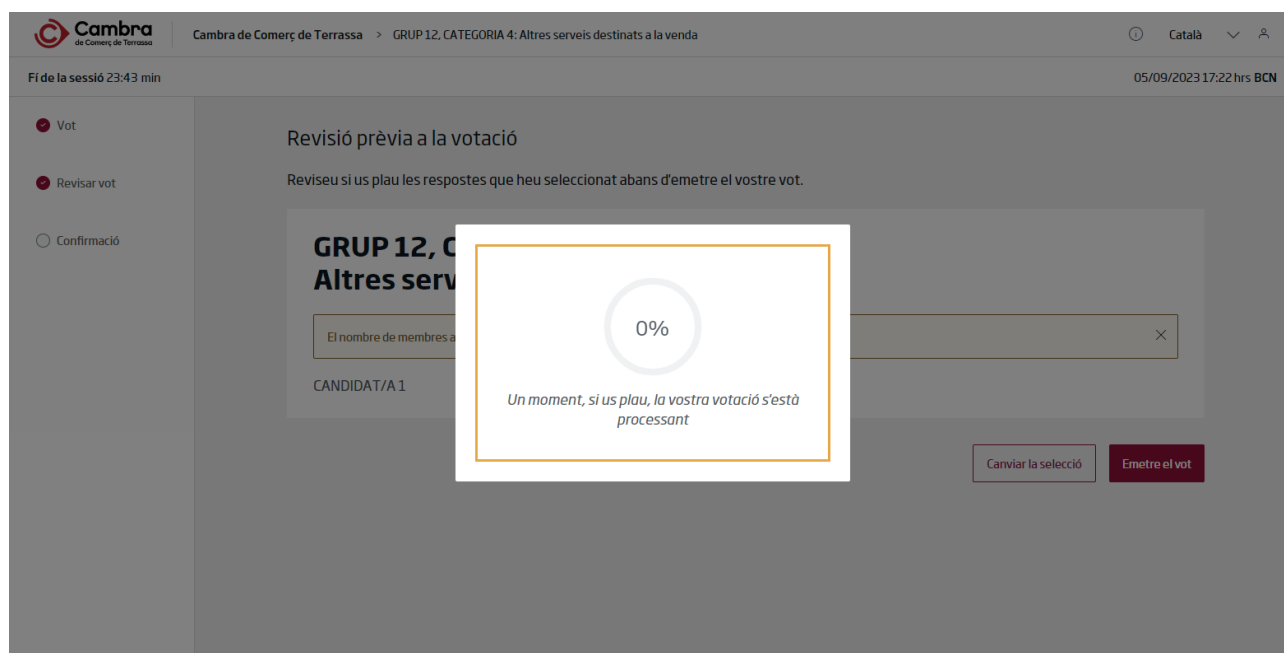 Cambra
de Comerç de Terrassa
Cambra de Comerç de Terrassa > GRUP 12, CATEGORIA 4: Altres serveis destinats a la venda
Català
Fí de la sessió 23:43 min
05/09/2023 17:22 hrs BCN
Vot
Revisar vot
Confirmació
Revisió prèvia a la votació
Reviseu si us plau les respostes que heu seleccionat abans d'emetre el vostre vot.
GRUP 12, C
Altres serv
El nombre de membres a
CANDIDAT/A 1
0%
Un moment, si us plau, la vostra votació s'està
processant
Canviar la selecció
Emetre el vot